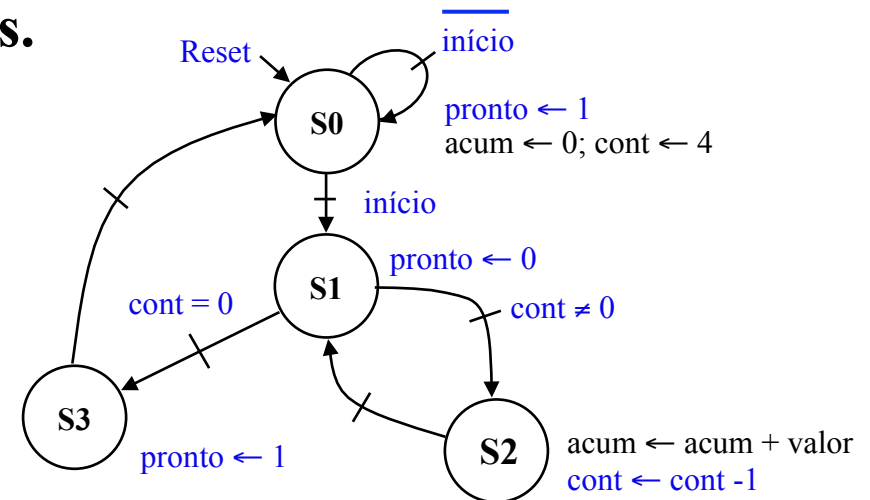 s.
Reset
início
S0
pronto ← 1
acum ← 0; cont ← 4
início
pronto ← 0
S1
cont = 0
cont ≠ 0
S3
pronto ← 1
S2
acum ← acum + valor
cont ← cont -1